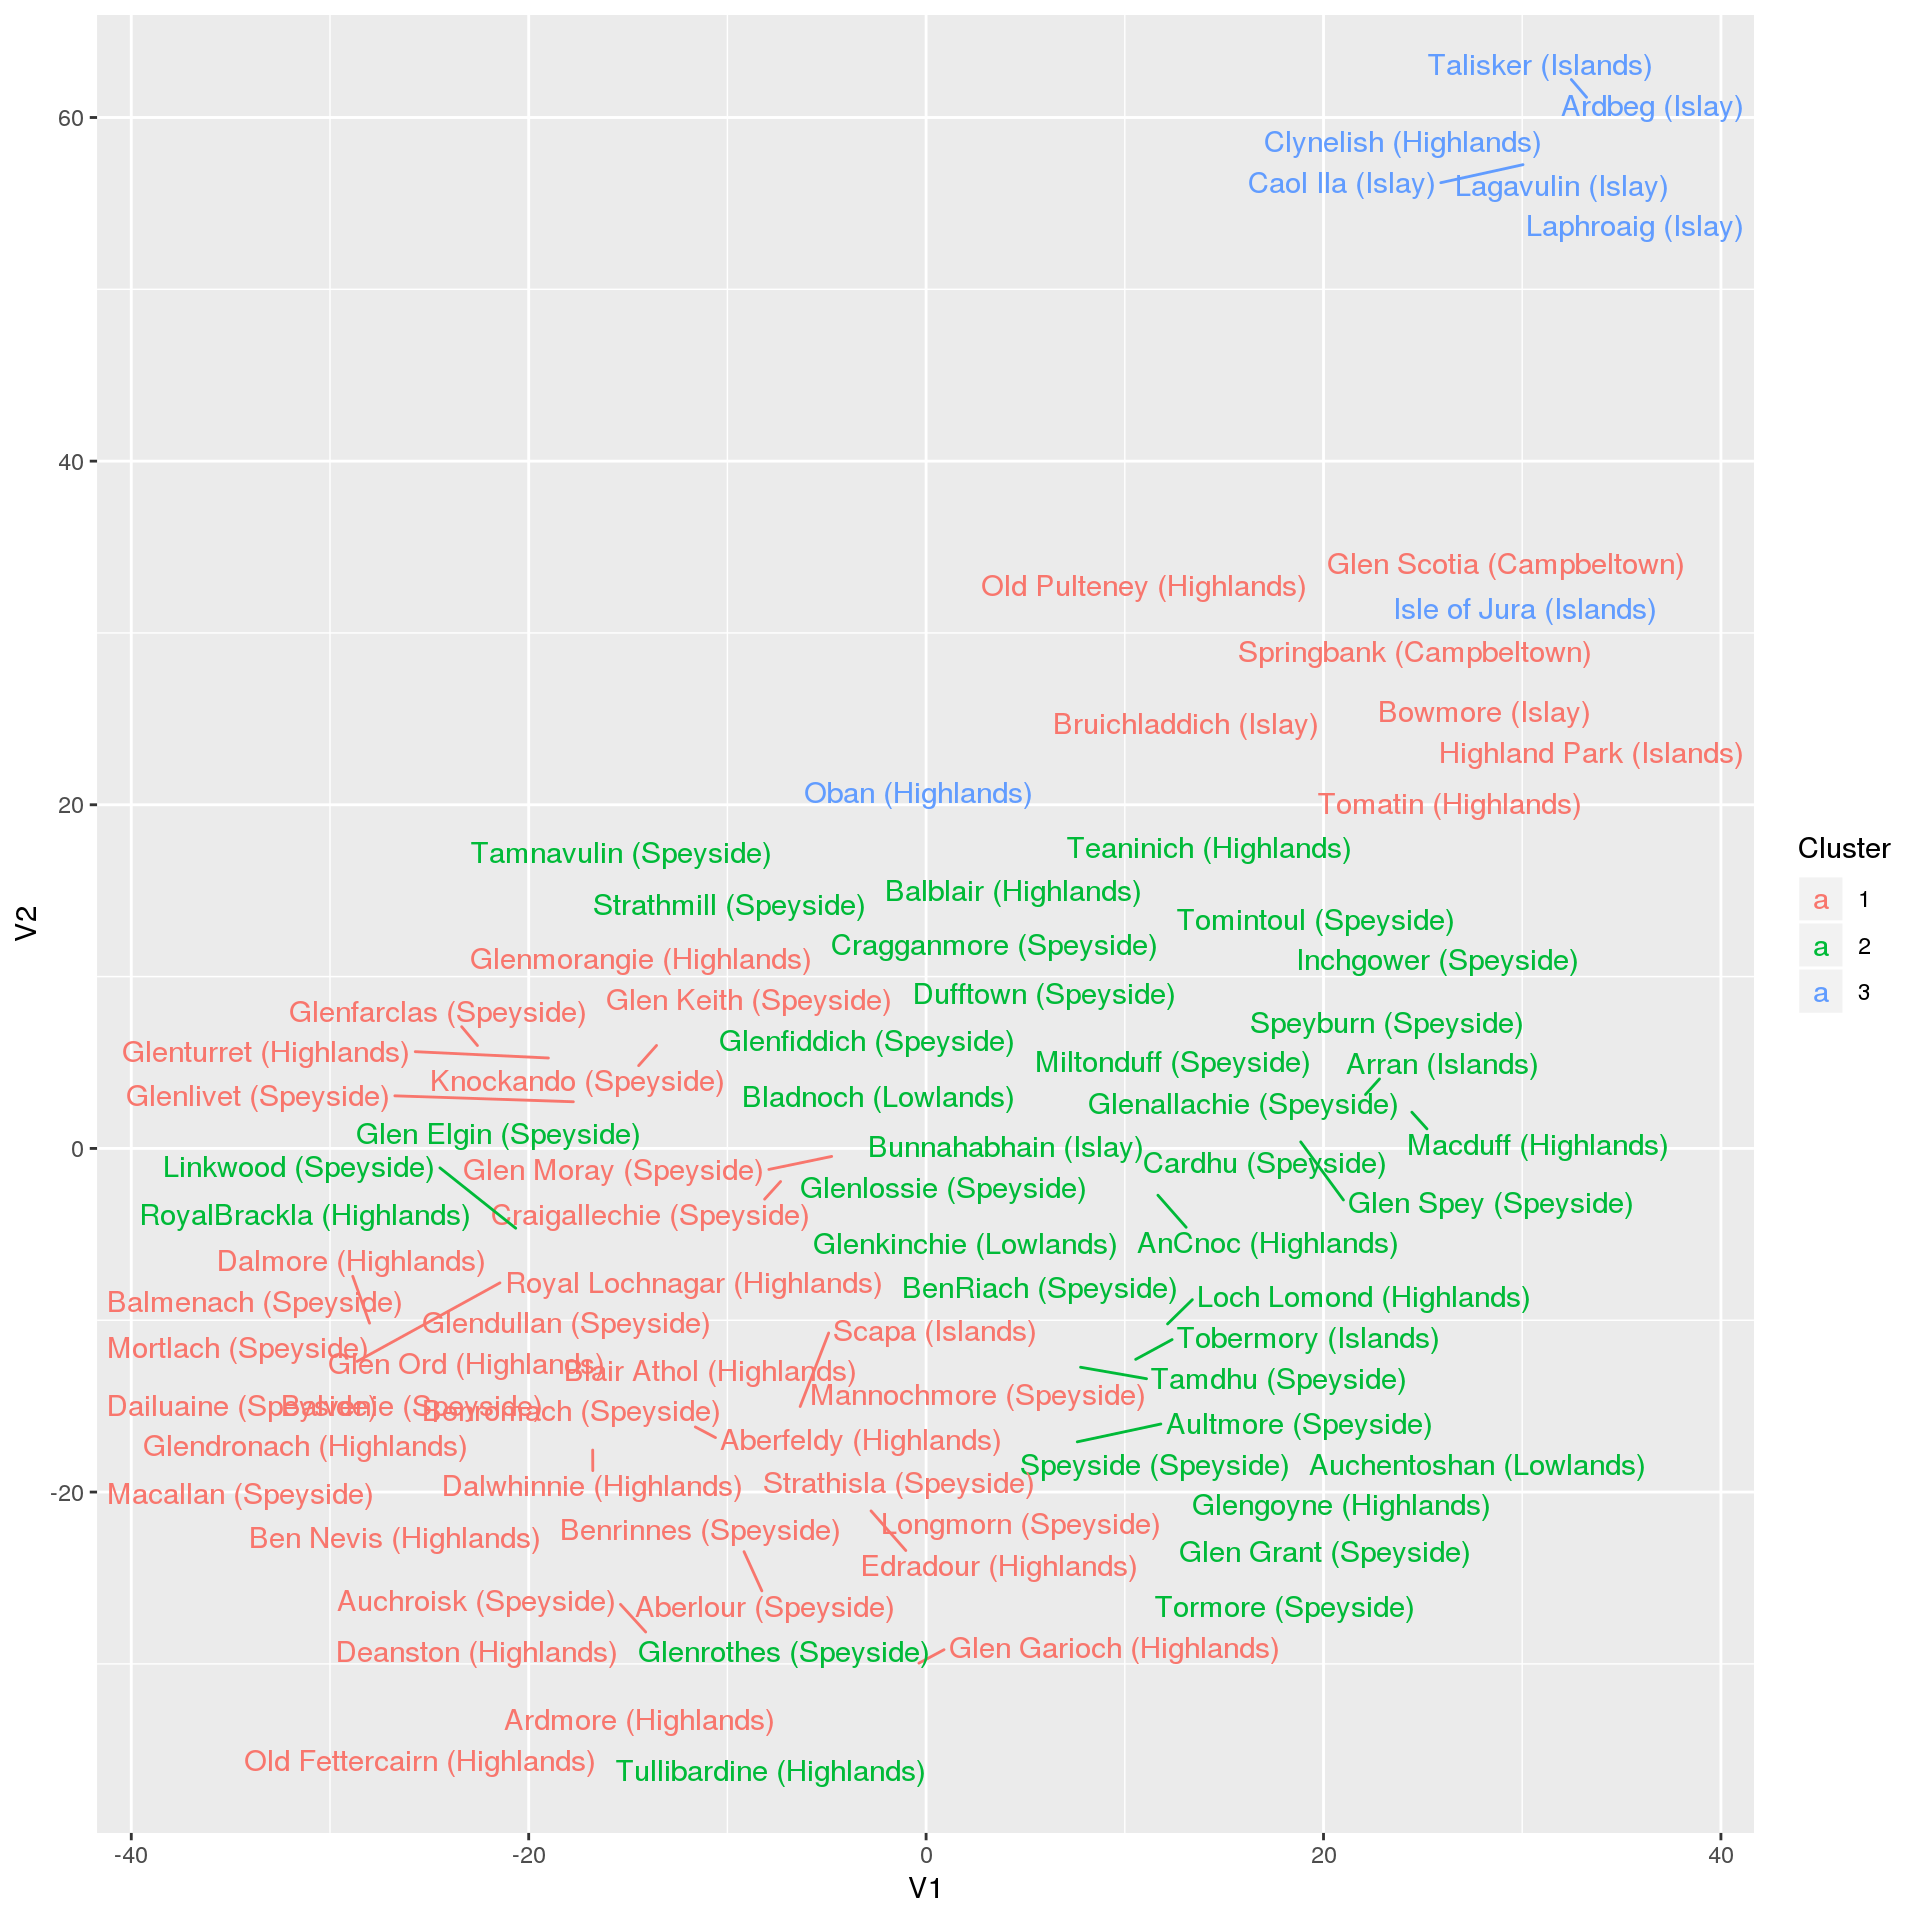 Talisker (Islands)
Ardbeg (Islay)
60
Clynelish (Highlands)
Caol Ila (Islay)
Lagavulin (Islay)
Laphroaig (Islay)
40
Glen Scotia (Campbeltown)
Old Pulteney (Highlands)
Isle of Jura (Islands)
Springbank (Campbeltown)
Bowmore (Islay)
Bruichladdich (Islay)
Highland Park (Islands)
Oban (Highlands)
20
Tomatin (Highlands)
Teaninich (Highlands)
Tamnavulin (Speyside)
Balblair (Highlands)
Strathmill (Speyside)
Tomintoul (Speyside)
Cragganmore (Speyside)
Glenmorangie (Highlands)
Inchgower (Speyside)
Dufftown (Speyside)
Glen Keith (Speyside)
Glenfarclas (Speyside)
Speyburn (Speyside)
Glenfiddich (Speyside)
Glenturret (Highlands)
Miltonduff (Speyside)
Arran (Islands)
Knockando (Speyside)
Glenlivet (Speyside)
Bladnoch (Lowlands)
Glenallachie (Speyside)
Glen Elgin (Speyside)
0
Bunnahabhain (Islay)
Macduff (Highlands)
Linkwood (Speyside)
Glen Moray (Speyside)
Cardhu (Speyside)
Glenlossie (Speyside)
Glen Spey (Speyside)
RoyalBrackla (Highlands)
Craigallechie (Speyside)
Glenkinchie (Lowlands)
AnCnoc (Highlands)
Dalmore (Highlands)
Royal Lochnagar (Highlands)
BenRiach (Speyside)
Balmenach (Speyside)
Loch Lomond (Highlands)
Glendullan (Speyside)
Scapa (Islands)
Tobermory (Islands)
Mortlach (Speyside)
Glen Ord (Highlands)
Blair Athol (Highlands)
Tamdhu (Speyside)
Mannochmore (Speyside)
Dailuaine (Speyside)
Balvenie (Speyside)
Benromach (Speyside)
Aultmore (Speyside)
Glendronach (Highlands)
Aberfeldy (Highlands)
Speyside (Speyside)
Auchentoshan (Lowlands)
Dalwhinnie (Highlands)
Strathisla (Speyside)
-20
Macallan (Speyside)
Glengoyne (Highlands)
Longmorn (Speyside)
Benrinnes (Speyside)
Ben Nevis (Highlands)
Glen Grant (Speyside)
Edradour (Highlands)
Auchroisk (Speyside)
Aberlour (Speyside)
Tormore (Speyside)
Deanston (Highlands)
Glenrothes (Speyside)
Glen Garioch (Highlands)
Ardmore (Highlands)
Old Fettercairn (Highlands)
Tullibardine (Highlands)
-40
-20
0
20
40
V1
V2
Cluster
a 1
a 2
a 3